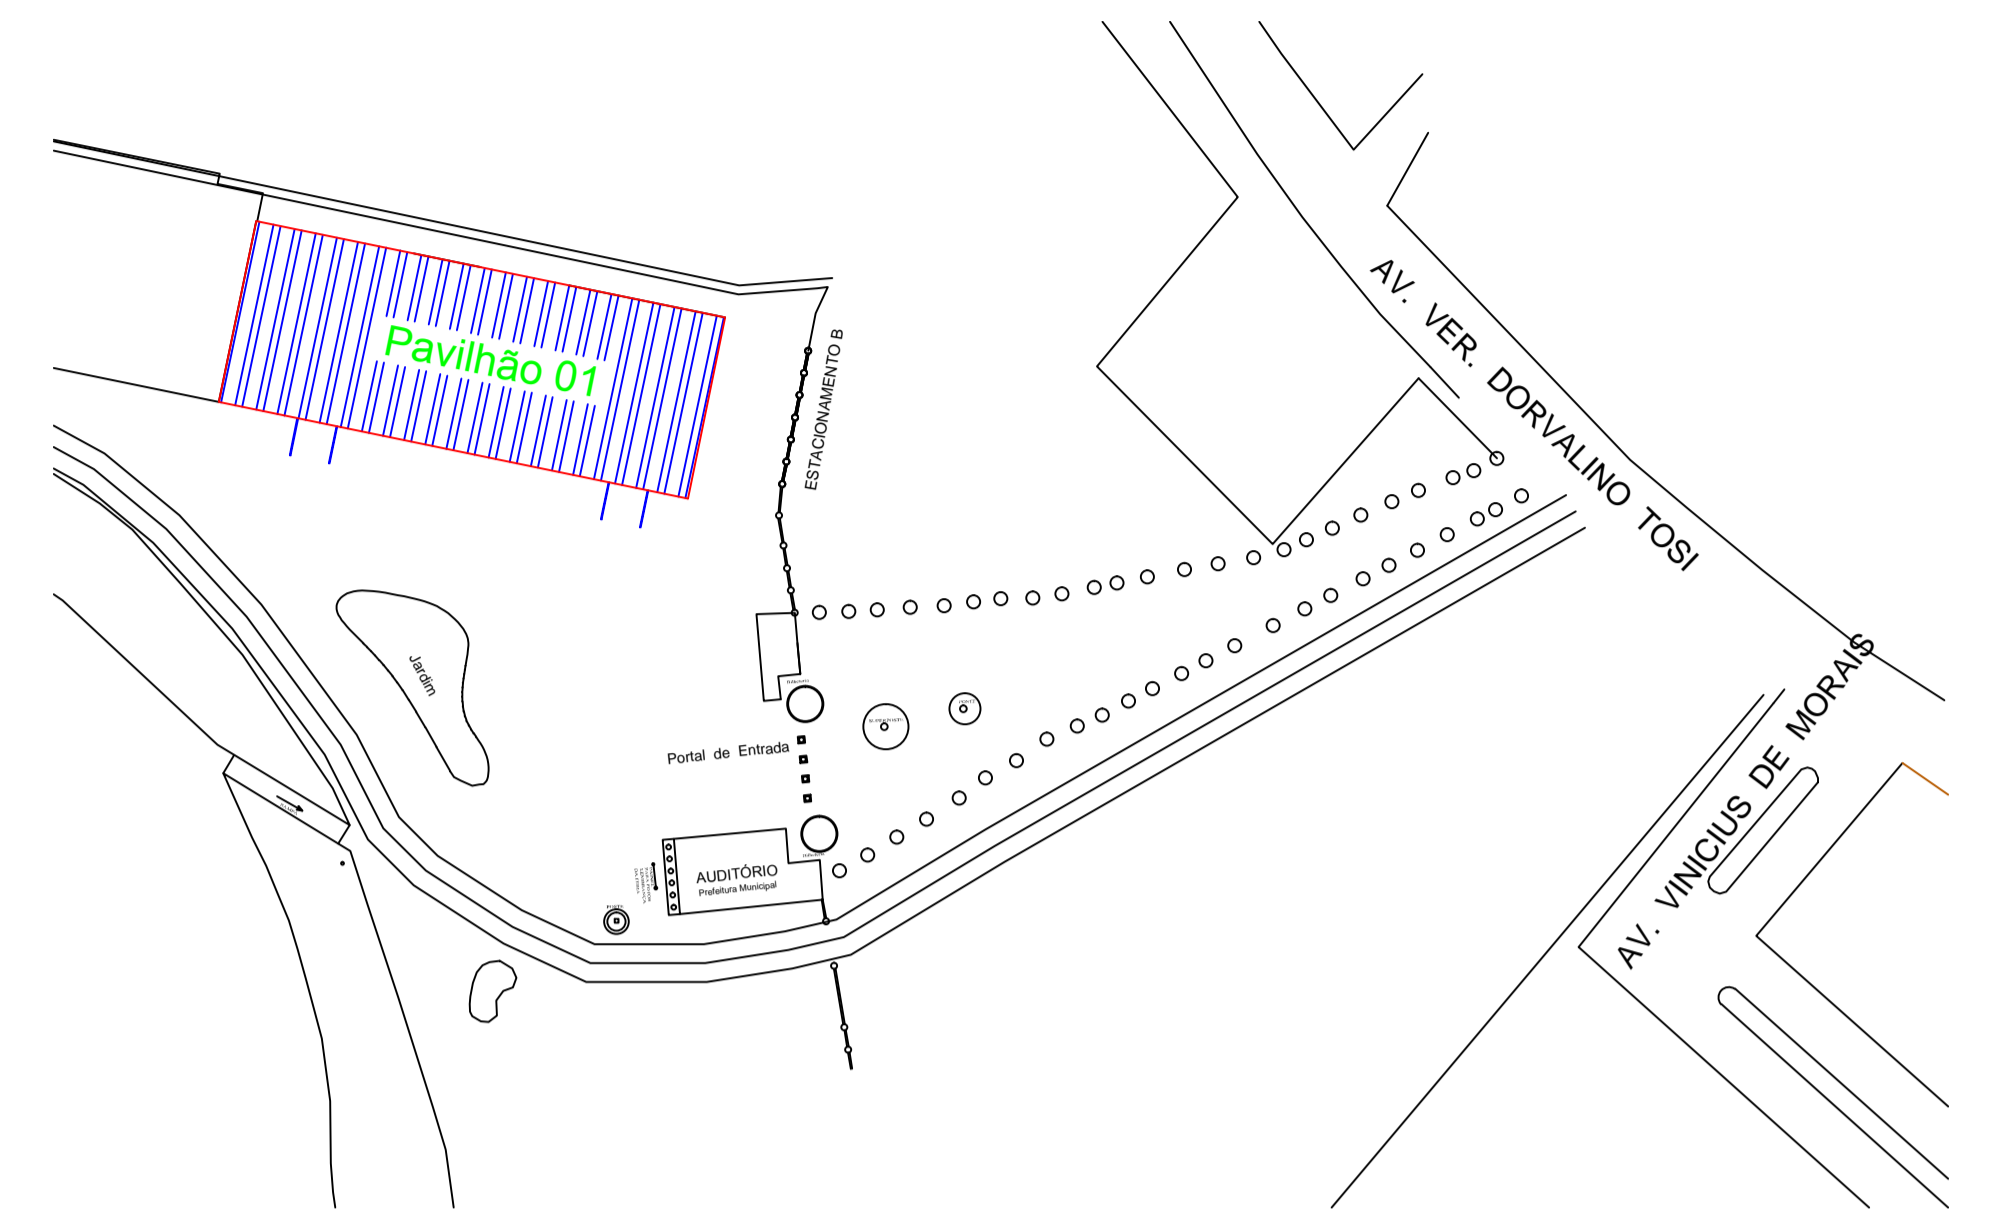 AV. VER. DORVALINO TOSI
Pavilhão 01
ESTACIONAMENTO B
AV. VINICIUS DE MORAIS
Jardim
Portal de Entrada
AUDITÓRIO
Prefeitura Municipal